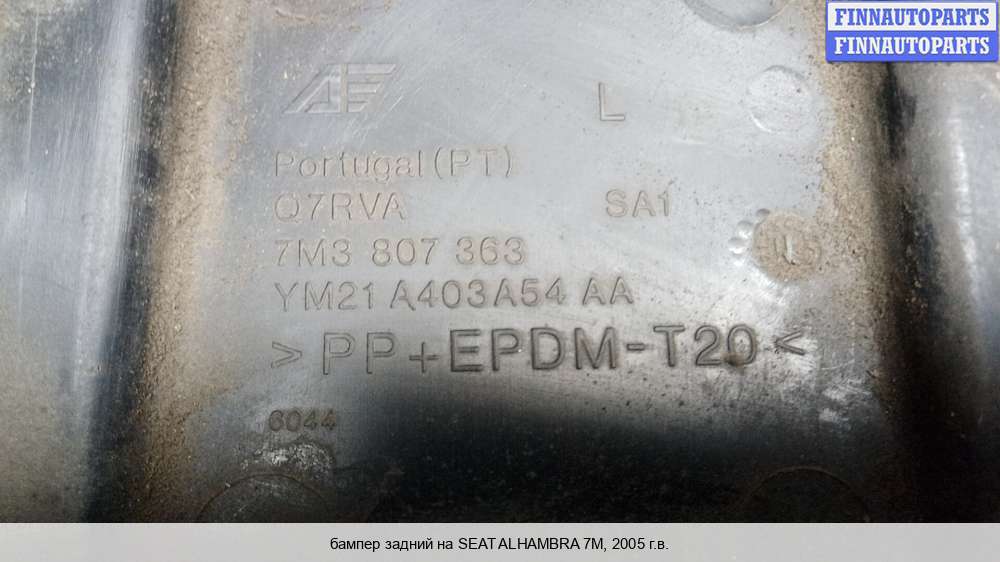 FINNAUTOPARTS
FINNAUTOPARTS
AE
L
Portugal(PT)
Q7RVA SA1
7M3 807 363
YM21 A403A54 AA
>PP+EPDM-T20<
6044
бампер задний на SEAT ALHAMBRA 7M, 2005 г.в.